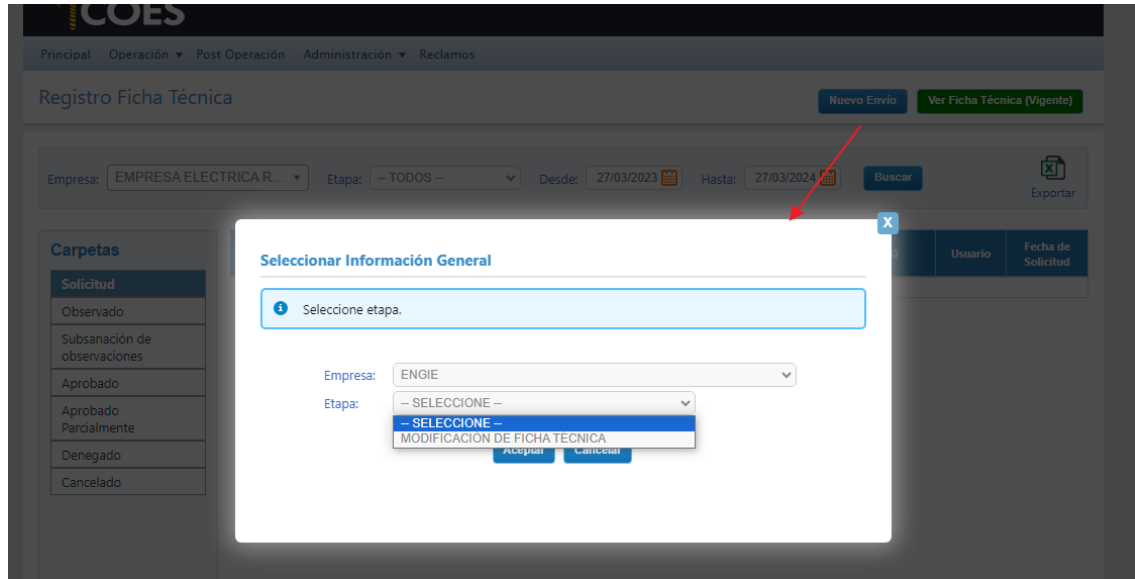 COES
Principal Operación Post Operación Administración Reclamos
Registro Ficha Técnica
Nuevo Envío Ver Ficha Técnica (Vigente)
Empresa: EMPRESA ELECTRICA R... Etapa: -- TODOS -- Desde: 27/03/2023 Hasta: 27/03/2024 Buscar
Exportar
Carpetas
Solicitud
Observado
Subsanación de
observaciones
Aprobado
Aprobado
Parcialmente
Denegado
Cancelado
Usuario
Fecha de
Solicitud
X
Seleccionar Información General
Seleccione etapa.
Empresa: ENGIE
Etapa: -- SELECCIONE --
-- SELECCIONE --
MODIFICACIÓN DE FICHA TÉCNICA
Aceptar Cancelar